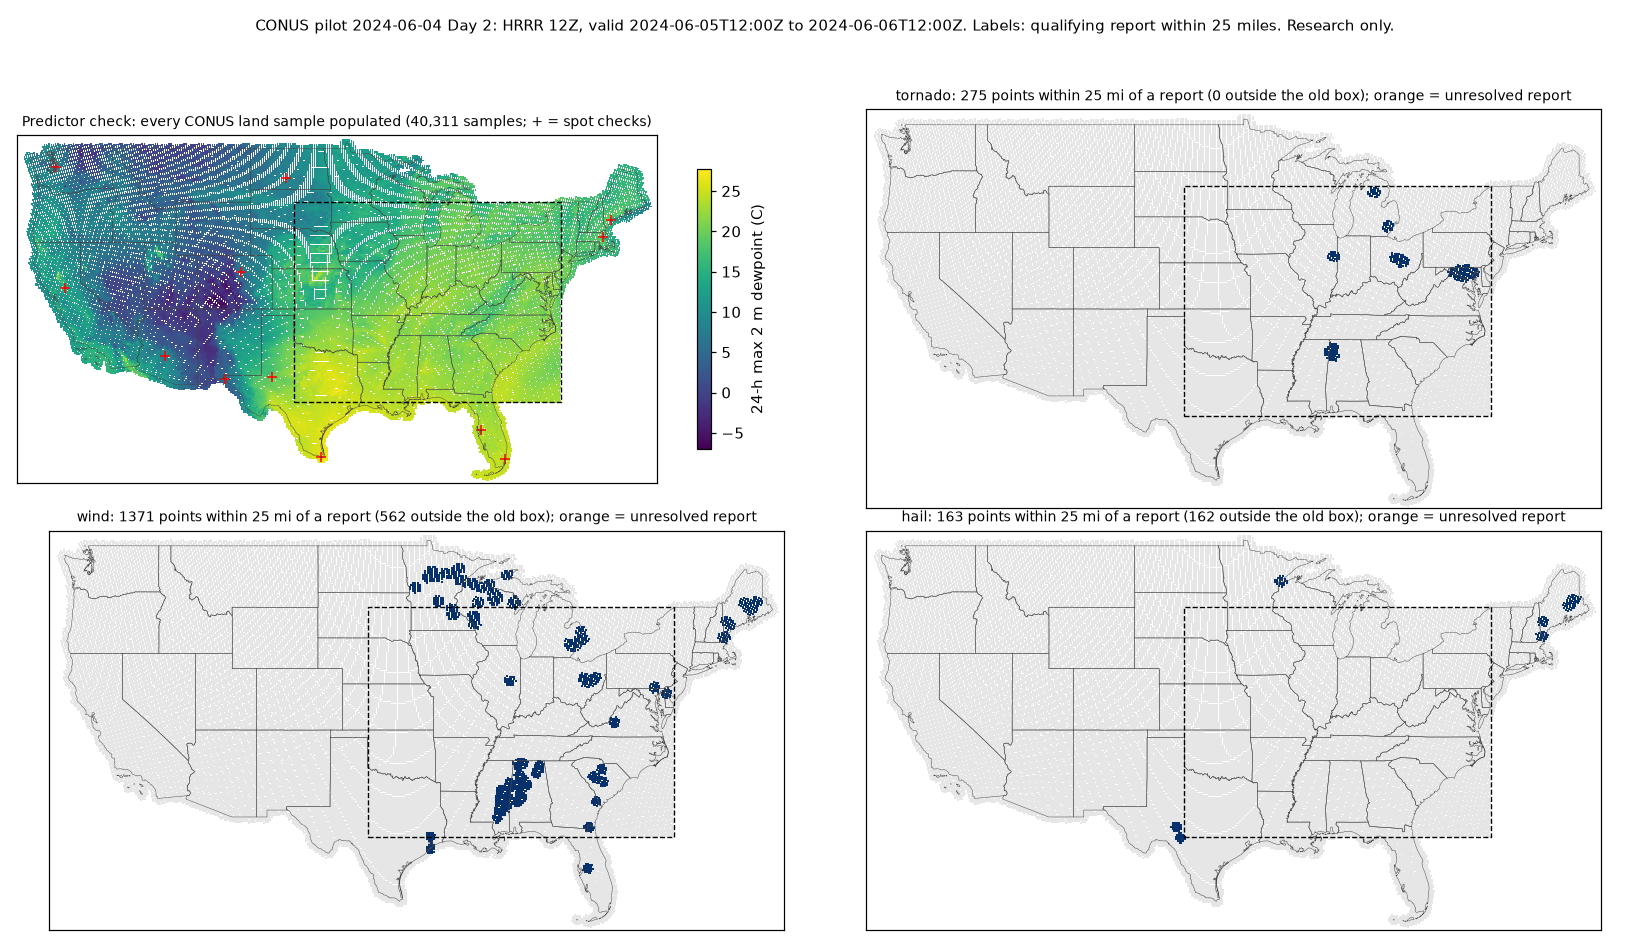 CONUS pilot 2024-06-04 Day 2: HRRR 12Z, valid 2024-06-05T12:00Z to 2024-06-06T12:00Z. Labels: qualifying report within 25 miles. Research only.
Predictor check: every CONUS land sample populated (40,311 samples; + = spot checks)
25
20
15
10
5
0
−5
24-h max 2 m dewpoint (C)
tornado: 275 points within 25 mi of a report (0 outside the old box); orange = unresolved report
wind: 1371 points within 25 mi of a report (562 outside the old box); orange = unresolved report
hail: 163 points within 25 mi of a report (162 outside the old box); orange = unresolved report